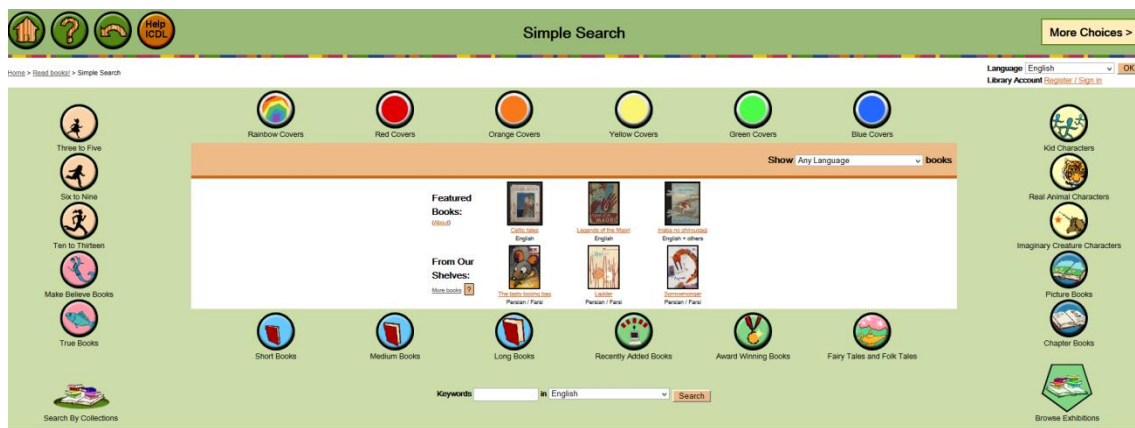 Help
ICDL
Simple Search
More Choices >
Home > Read books! > Simple Search
Language English OK
Library Account Register / Sign in
Rainbow Covers
Red Covers
Orange Covers
Yellow Covers
Green Covers
Blue Covers
Three to Five
Six to Nine
Ten to Thirteen
Make Believe Books
True Books
Show Any Language books
Featured
Books:
(About)
Celtic tales
English
Legends of the Maori
English
English + others
From Our
Shelves:
More books ?
Persian / Farsi
Ladder
Persian / Farsi
Persian / Farsi
Kid Characters
Real Animal Characters
Imaginary Creature Characters
Picture Books
Chapter Books
Short Books
Medium Books
Long Books
Recently Added Books
Award Winning Books
Fairy Tales and Folk Tales
Keywords in English Search
Search By Collections
Browse Exhibitions